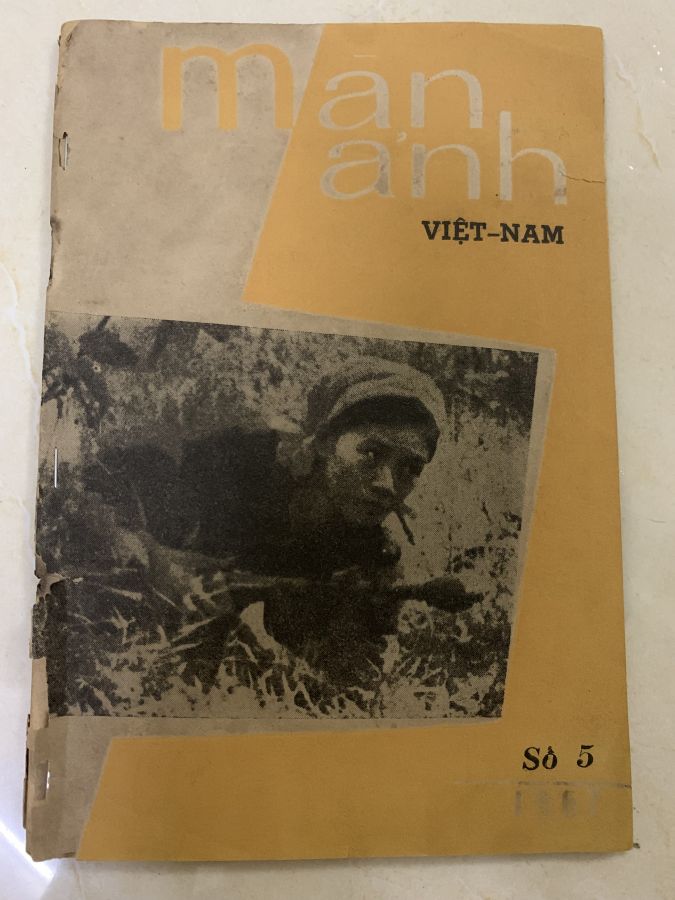 màn
ảnh
VIỆT-NAM
Số 5